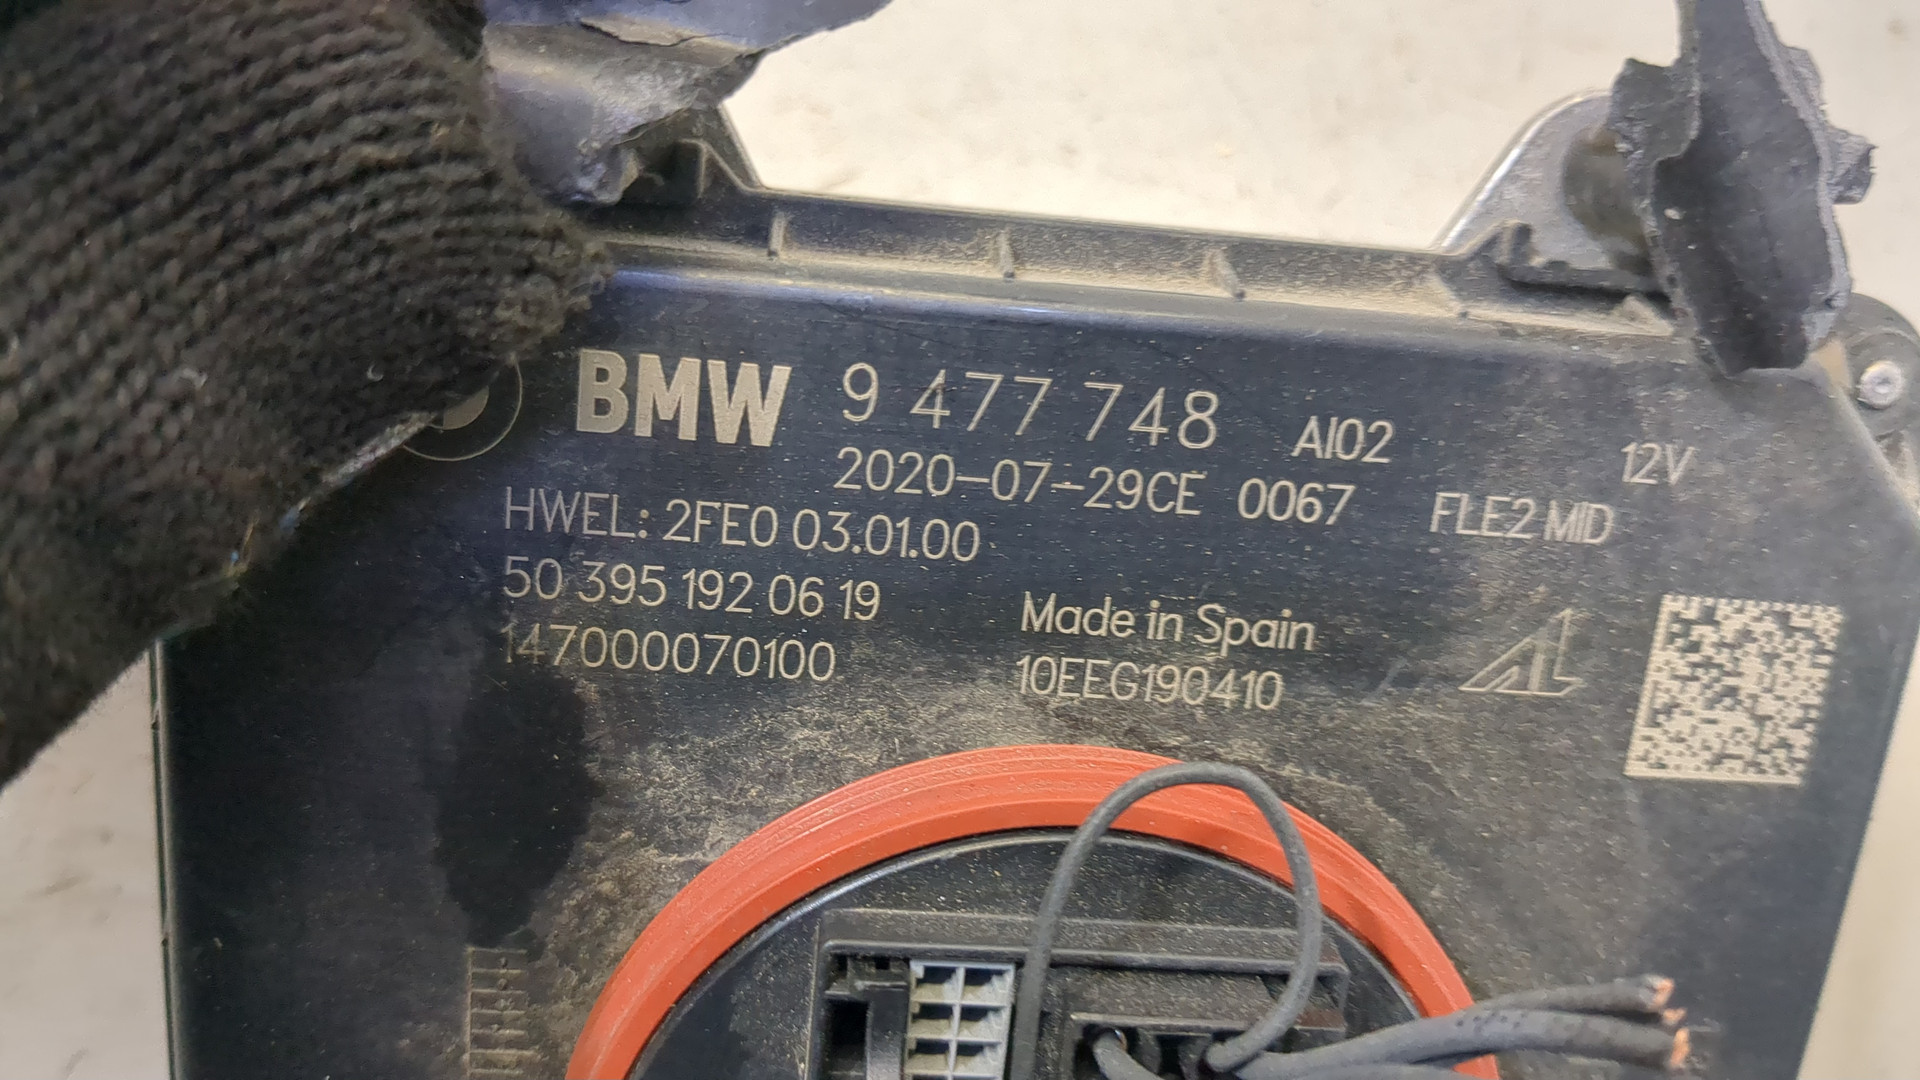 BMW 9 477 748 AI02 12V
2020-07-29CE 0067 FLE2 MID
HWEL: 2FE0 03.01.00
50 395 192 06 19
147000070100
Made in Spain
10EEG190410
AL